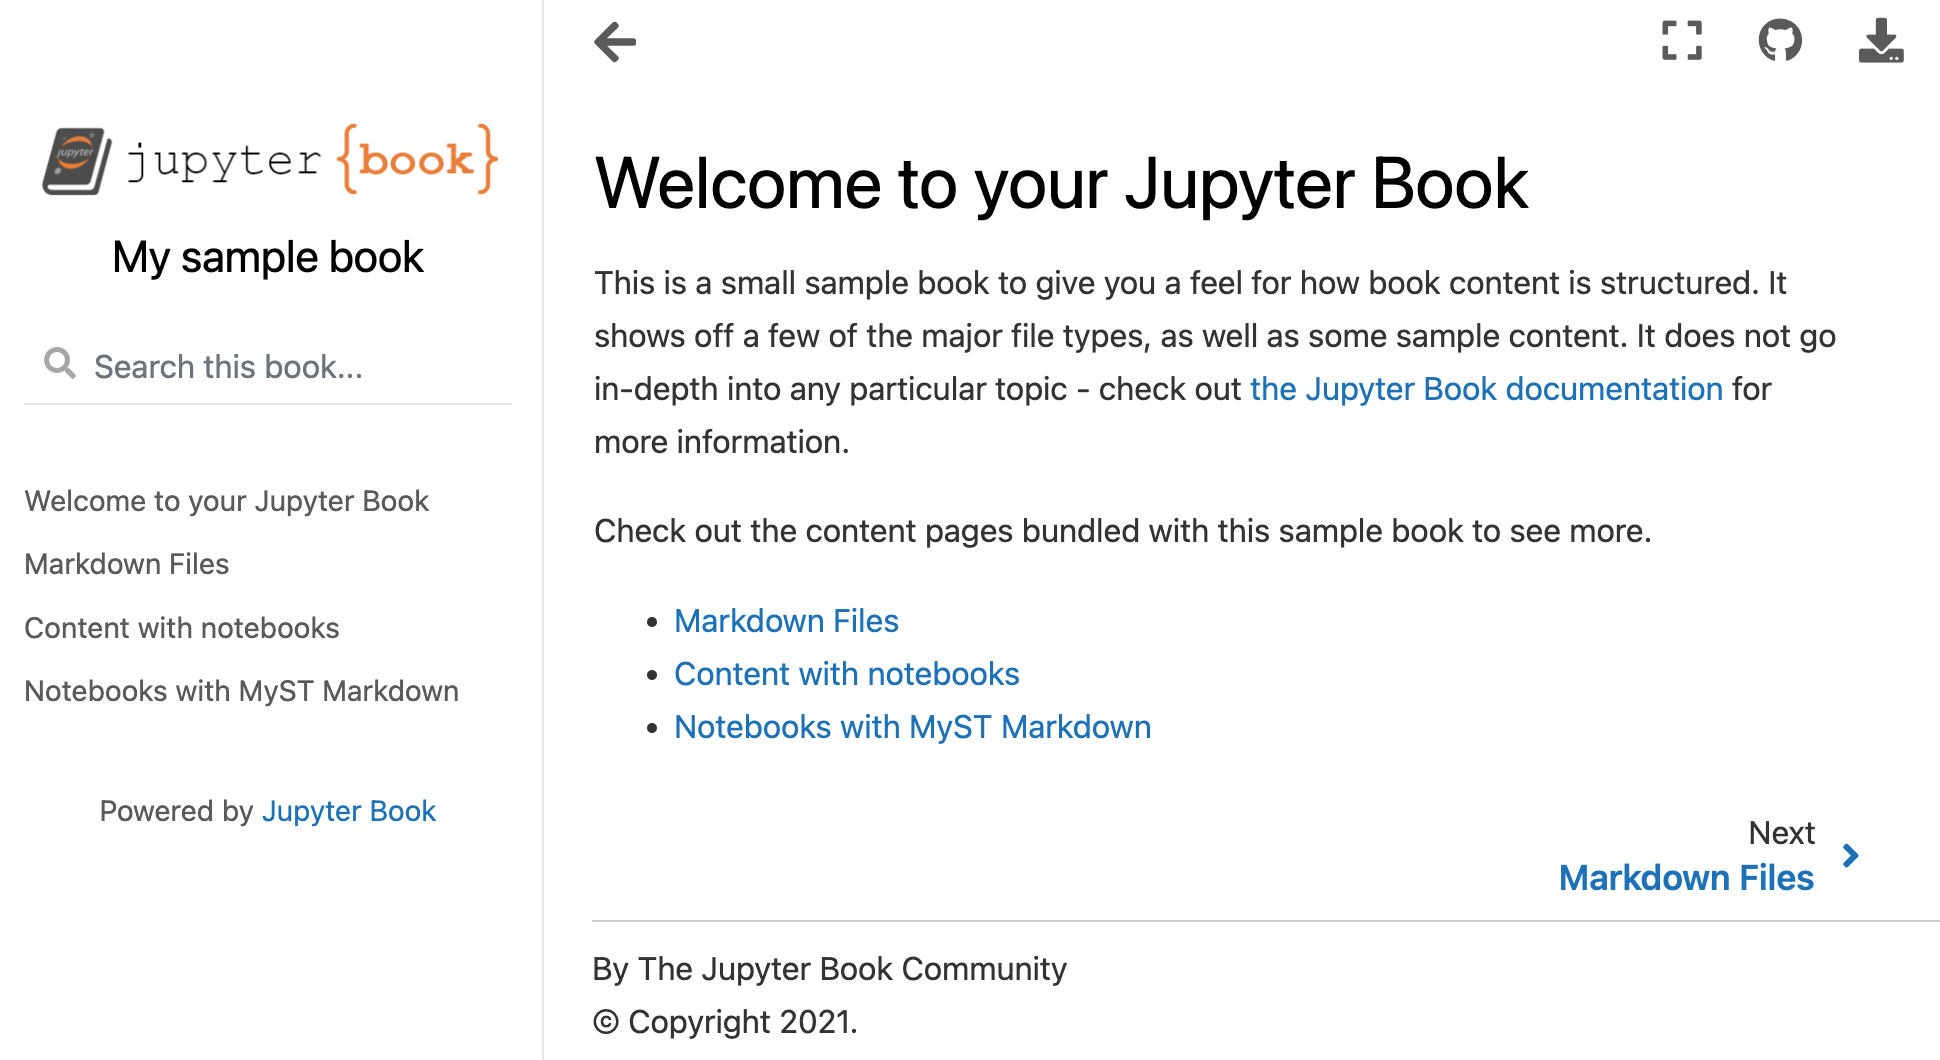 jupyter
jupyter {book}
My sample book
Search this book...
Welcome to your Jupyter Book
Markdown Files
Content with notebooks
Notebooks with MyST Markdown
Powered by Jupyter Book
Welcome to your Jupyter Book
This is a small sample book to give you a feel for how book content is structured. It
shows off a few of the major file types, as well as some sample content. It does not go
in-depth into any particular topic - check out the Jupyter Book documentation for
more information.
Check out the content pages bundled with this sample book to see more.
• Markdown Files
• Content with notebooks
• Notebooks with MyST Markdown
Next
Markdown Files
By The Jupyter Book Community
© Copyright 2021.